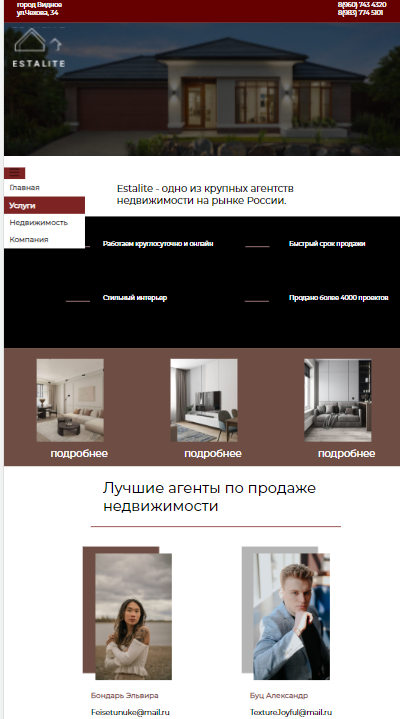 город Видное
ул.Чехова, 34
8(960) 743 4320
8(983) 774 5101
ESTALITE
Главная
Услуги
Недвижимость
Компания
Estalite - одно из крупных агентств
недвижимости на рынке России.
Работаем круглосуточно и онлайн
Быстрый срок продажи
Стильный интерьер
Продано более 4000 проектов
подробнее
подробнее
подробнее
Лучшие агенты по продаже
недвижимости
Бондарь Эльвира
Feisetunuke@mail.ru
Буц Александр
TextureJoyful@mail.ru